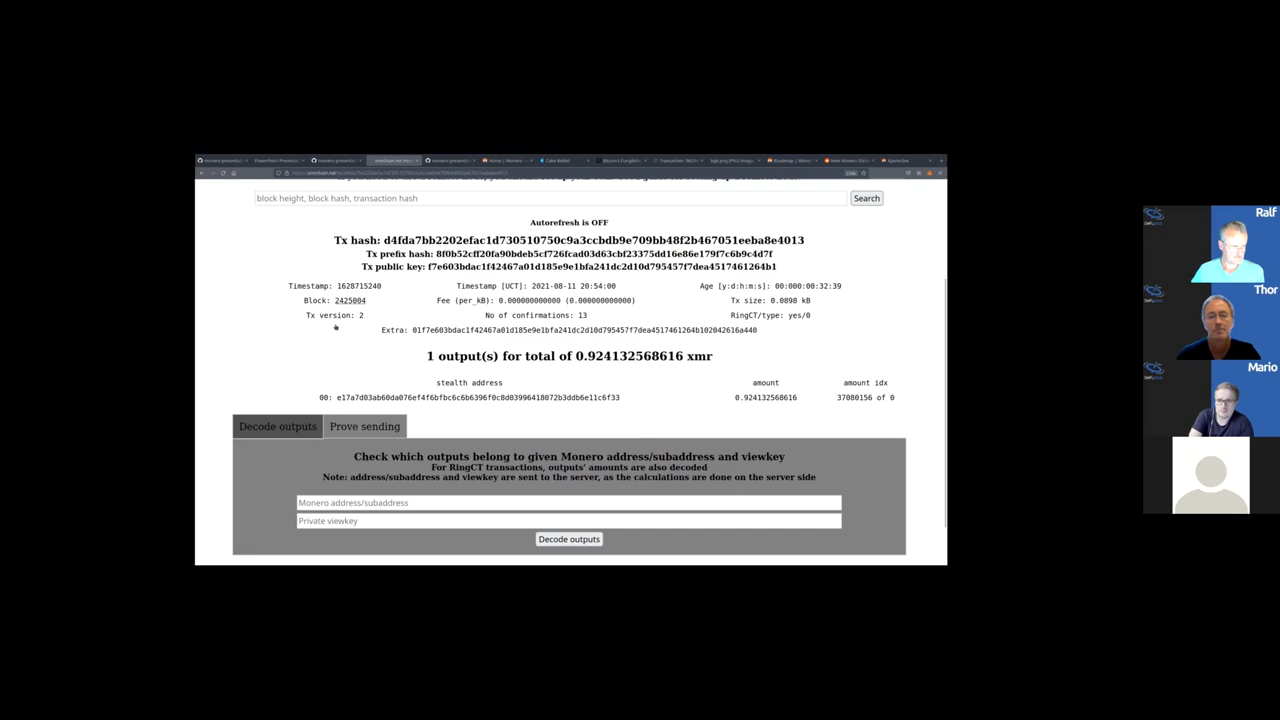 block height, block hash, transaction hash
Search
Autorefresh is OFF
Tx hash: d4fda7bb2202efac1d730510750c9a3ccbdb9e709bb48f2b467051eeba8e4013
Tx prefix hash: 8f0b52cff20fa90bdeb5cf726fcad03d63cbf23375dd16e86e179f7c6b9c4d7f
Tx public key: f7e603bdac1f42467a01d185e9e1bfa241dc2d10d795457f7dea4517461264b1
Timestamp: 1628715240 Timestamp [UCT]: 2021-08-11 20:54:00 Age [y:d:h:m:s]: 00:000:00:32:39
Block: 2425004 Fee (per_kB): 0.000000000000 (0.000000000000) Tx size: 0.0898 kB
Tx version: 2 No of confirmations: 13 RingCT/type: yes/0
Extra: 01f7e603bdac1f42467a01d185e9e1bfa241dc2d10d795457f7dea4517461264b102042616a440
1 output(s) for total of 0.924132568616 xmr
stealth address amount amount idx
00: e17a7d03ab60da076ef4f6bfbc6c6b6396f0c8d03996418072b3ddb6e11c6f33 0.924132568616 37080156 of 0
Decode outputs Prove sending
Check which outputs belong to given Monero address/subaddress and viewkey
For RingCT transactions, outputs' amounts are also decoded
Note: address/subaddress and viewkey are sent to the server, as the calculations are done on the server side
Monero address/subaddress
Private viewkey
Decode outputs
Ralf
Thor
Mario